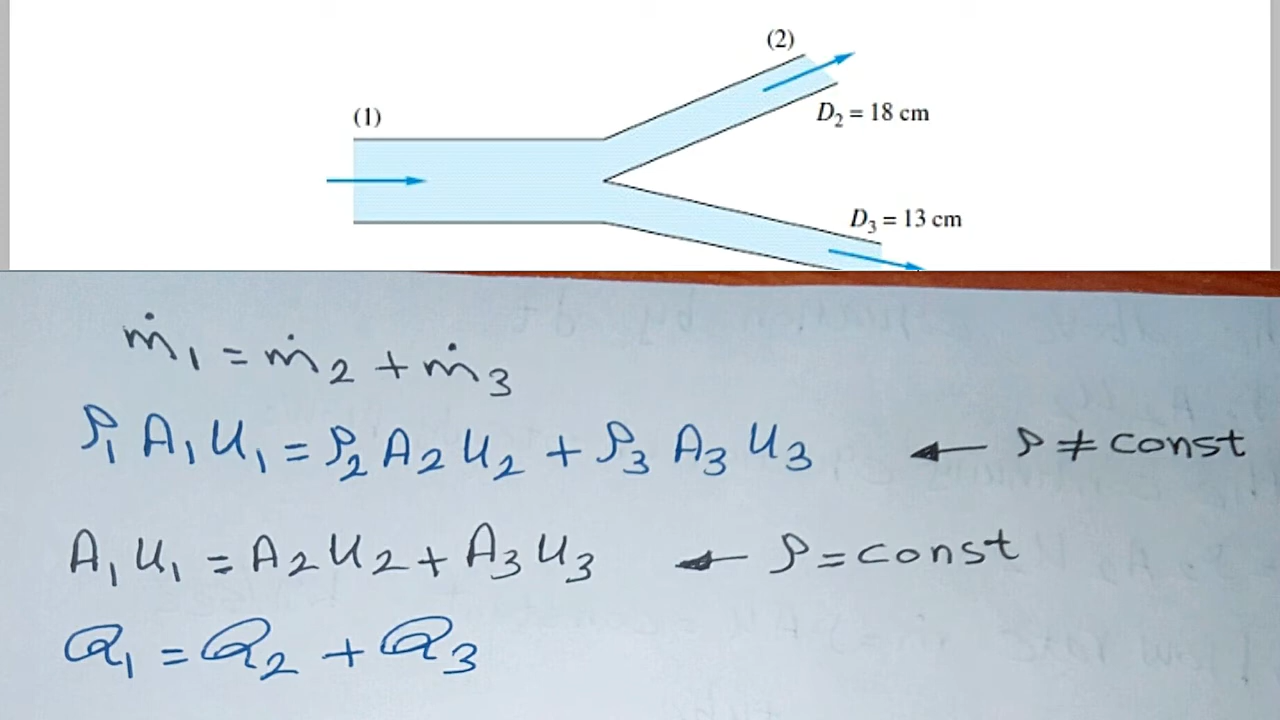 (2)
(1)
D₂ = 18 cm
D₃ = 13 cm
ṁ₁ = ṁ₂ + ṁ₃
ρ₁ A₁ u₁ = ρ₂ A₂ u₂ + ρ₃ A₃ u₃ ← ρ ≠ const
A₁ u₁ = A₂ u₂ + A₃ u₃ ← ρ = const
Q₁ = Q₂ + Q₃